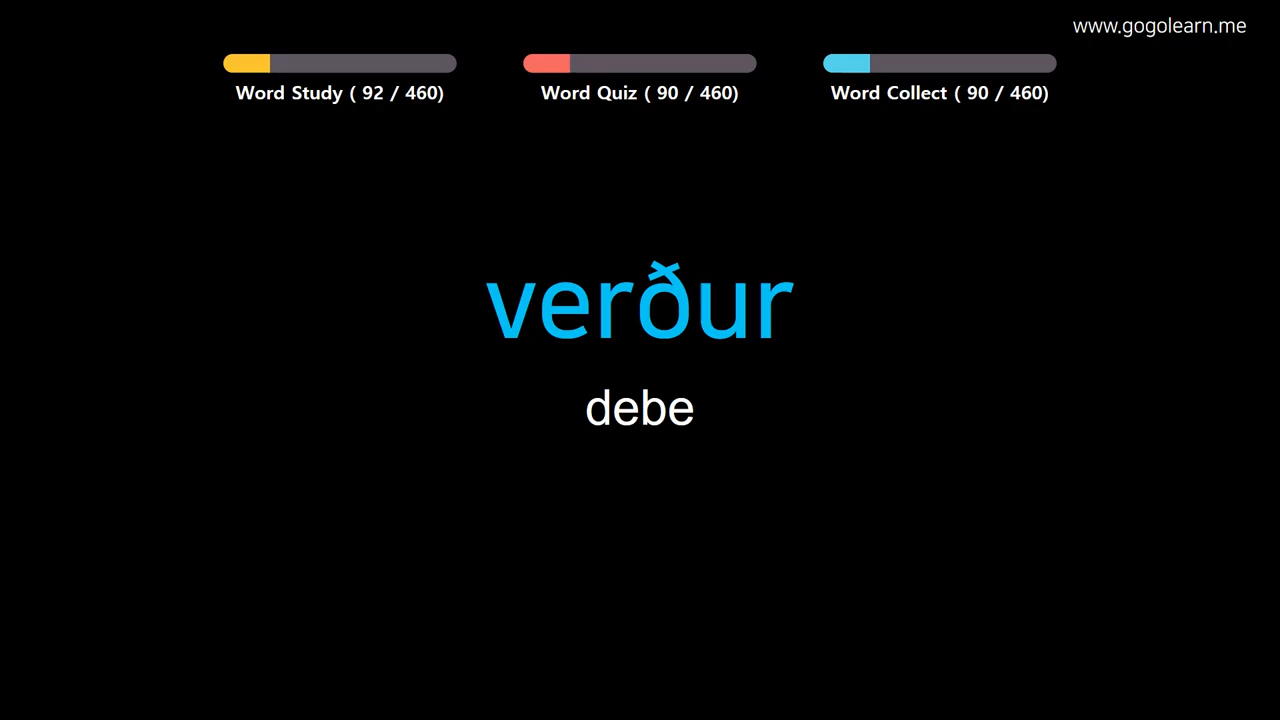 www.gogolearn.me
Word Study ( 92 / 460)
Word Quiz ( 90 / 460)
Word Collect ( 90 / 460)
verður
debe